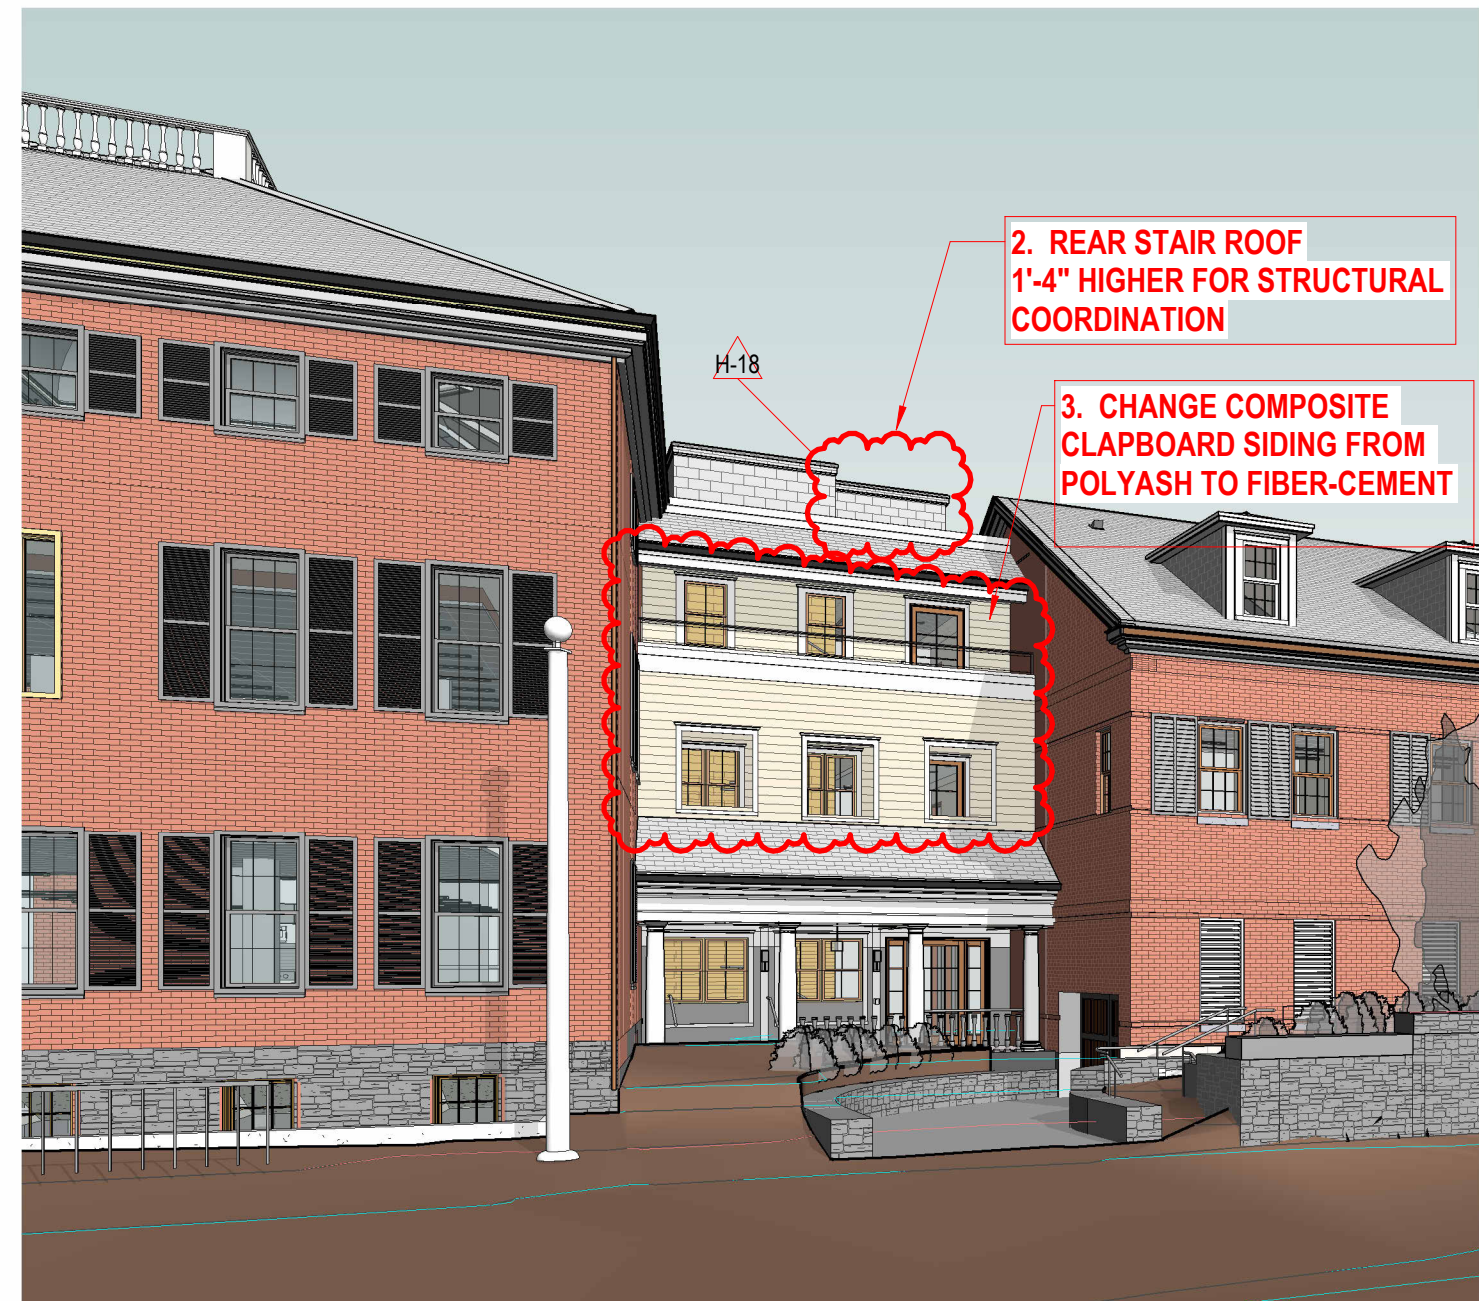 2. REAR STAIR ROOF
1'-4" HIGHER FOR STRUCTURAL
COORDINATION
H-18
3. CHANGE COMPOSITE
CLAPBOARD SIDING FROM
POLYASH TO FIBER-CEMENT